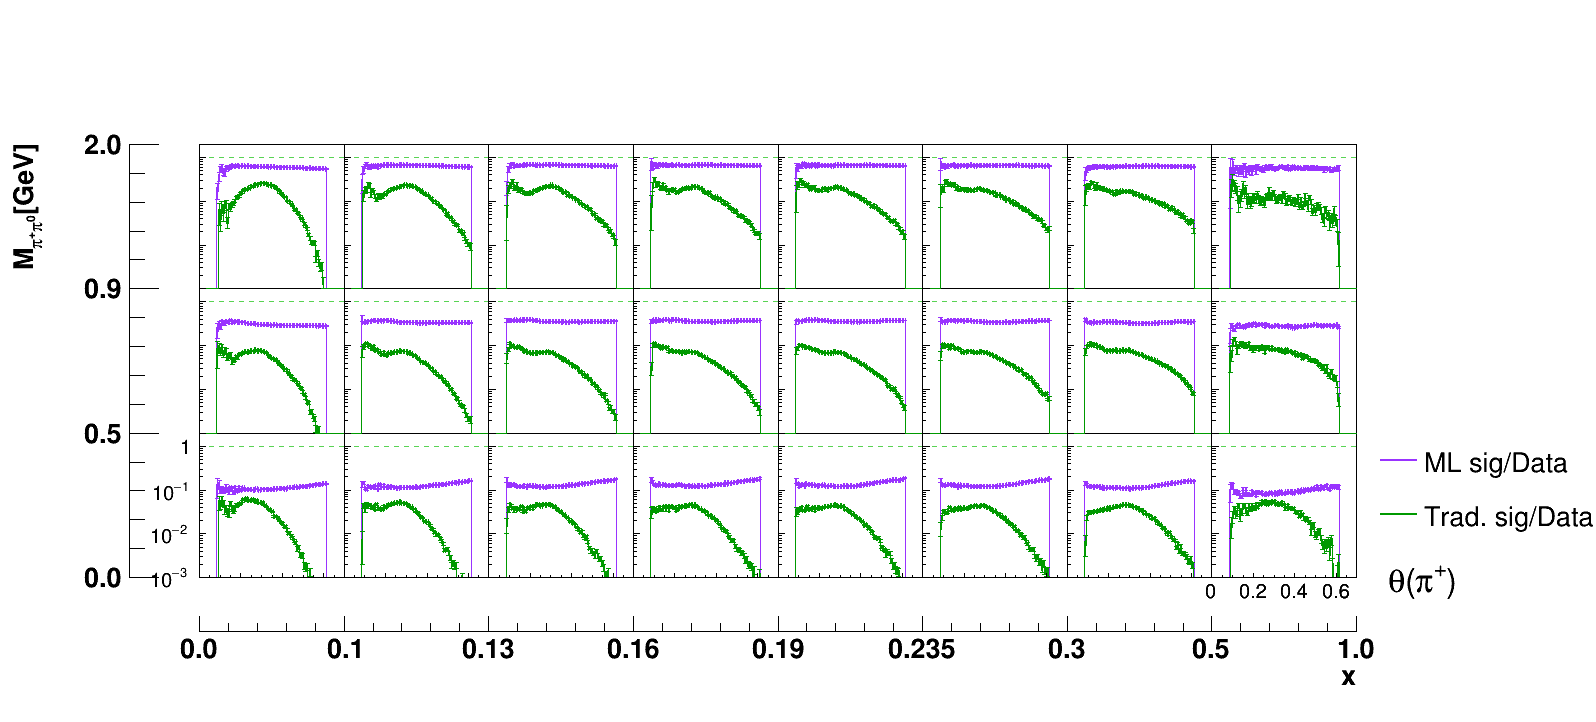 M π⁺π⁰ [GeV]
2.0
0.9
0.5
0.0
1
10⁻¹
10⁻²
10⁻³
ML sig/Data
Trad. sig/Data
θ(π⁺)
0 0.2 0.4 0.6
0.0 0.1 0.13 0.16 0.19 0.235 0.3 0.5 1.0
x